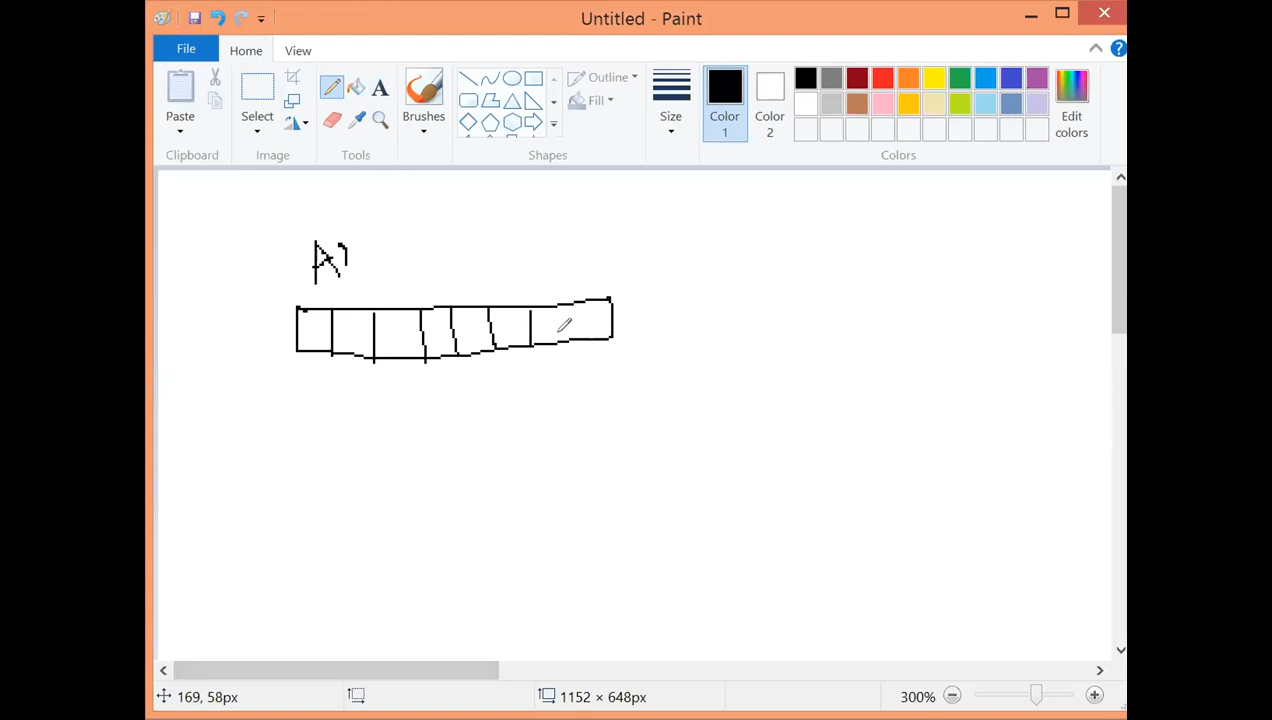 Untitled - Paint
File
Home
View
Paste
Select
Brushes
Outline
Fill
Size
Color
1
Color
2
Edit
colors
Clipboard
Image
Tools
Shapes
Colors
169, 58px
1152 × 648px
300%